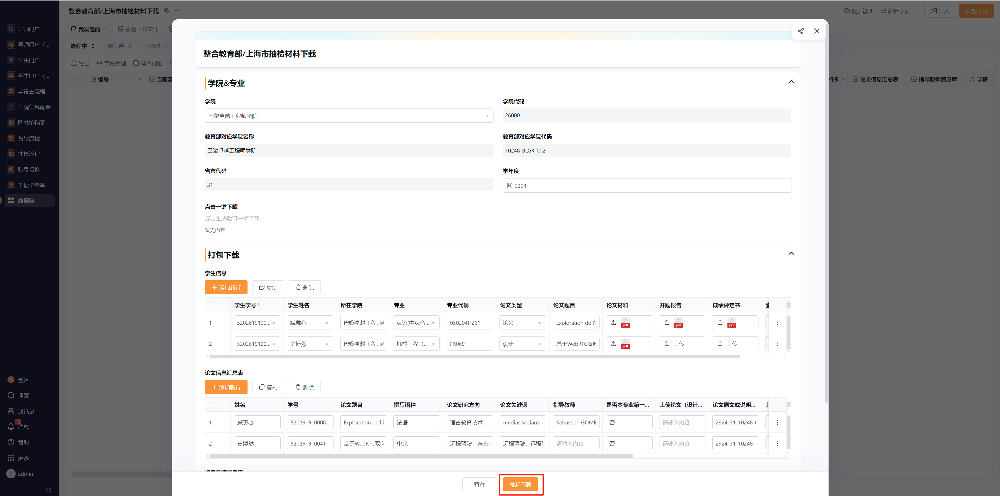 整合教育部/上海市抽检材料下载 ···
数据管理 统计报表 导入 发起下载
导师门户
导 导师门户（...
学生门户
学 学生门户（...
毕 毕设主流程
学院信息配置
图 图书馆档案
督 督导流程
抽 抽检流程
账 账号切换
毕 毕设全量基...
应用包
创建
搜索
通讯录
13
消息
帮助
更多
admin
我发起的 查看下载文件
流程中 · 0 待完善 · 0 已通过 · 4
导出 字段管理 精简视图
编号 当前流
件夹 论文信息汇总表 指导教师信息库 学院
整合教育部/上海市抽检材料下载
学院&专业
学院 学院代码
巴黎卓越工程师学院 26000
教育部对应学院名称 教育部对应学院代码
巴黎卓越工程师学院 10248-BLGK-002
省市代码 学年度
31 2324
点击一键下载
提交生成后可一键下载
暂无内容
打包下载
学生信息
添加新行 复制 删除
学生学号* 学生姓名 所在学院 专业 专业代码 论文类型 论文题目 论文材料 开题报告 成绩评定书
1 5202619100... 臧蕙心 巴黎卓越工程师 法语(中法合... 050204H261 论文 Exploration de l'i pdf pdf pdf
2 5202619100... 史博然 巴黎卓越工程师 机械工程（... FX069 设计 基于WebRTC双向 pdf 上传 上传
论文信息汇总表
添加新行 复制 删除
姓名 学号 论文题目 撰写语种 论文研究方向 论文关键词 指导教师 是否本专业第一... 上传论文（设计... 论文原文或说明...
1 臧蕙心 520261910008 Exploration de l'i 法语 语言教育技术 médias sociaux, Sebastien GOME 否 请输入内容 2324_31_10248_
2 史博然 520261910041 基于WebRTC双向 中文 远程驾驶，WebF 远程驾驶，远程 请输入内容 否 请输入内容 2324_31_10248_
指导教师信息库
暂存 发起下载